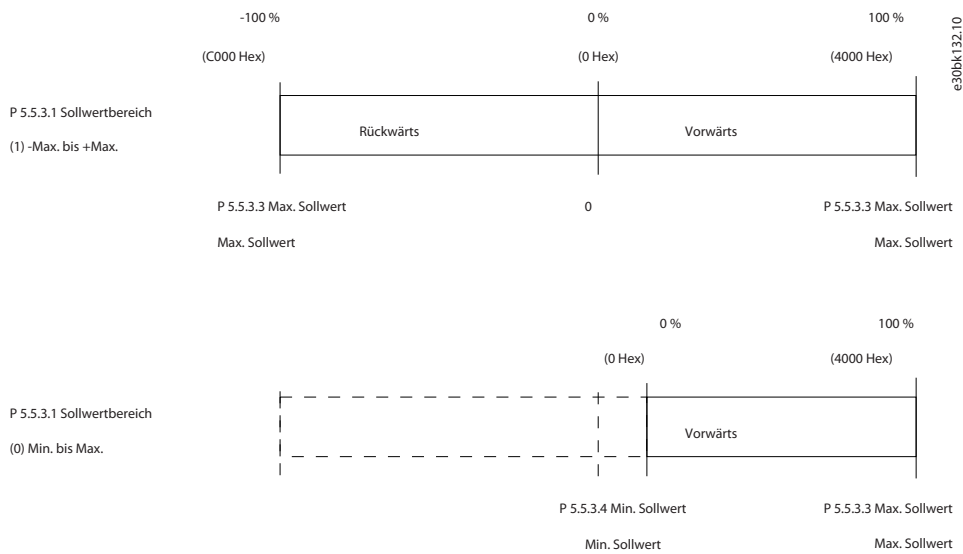 -100 % 0 % 100 %
(C000 Hex) (0 Hex) (4000 Hex)
e30bk132.10
P 5.5.3.1 Sollwertbereich
(1) -Max. bis +Max.
Rückwärts Vorwärts
P 5.5.3.3 Max. Sollwert 0 P 5.5.3.3 Max. Sollwert
Max. Sollwert Max. Sollwert
0 % 100 %
(0 Hex) (4000 Hex)
P 5.5.3.1 Sollwertbereich
(0) Min. bis Max.
Vorwärts
P 5.5.3.4 Min. Sollwert P 5.5.3.3 Max. Sollwert
Min. Sollwert Max. Sollwert